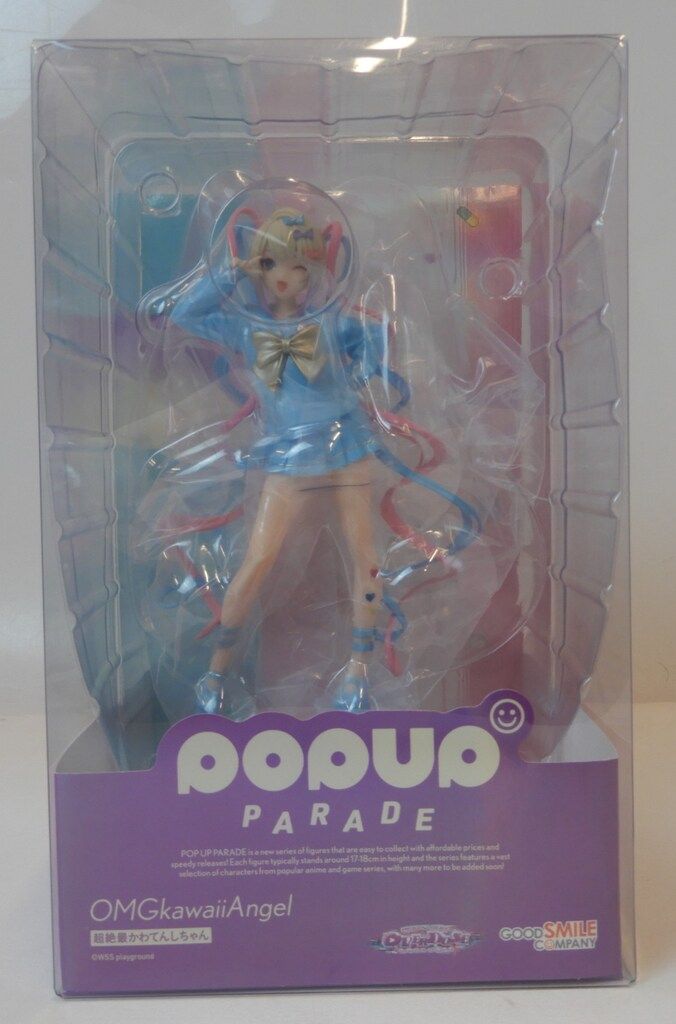 POPUP
PARADE
POP UP PARADE is a new series of figures that are easy to collect with affordable prices and
speedy releases! Each figure typically stands around 17-18cm in height and the series features a vast
selection of characters from popular anime and game series, with many more to be added soon!
OMGkawaiiAngel
超絶最かわてんしちゃん
©WSS playground
GOOD SMILE
COMPANY